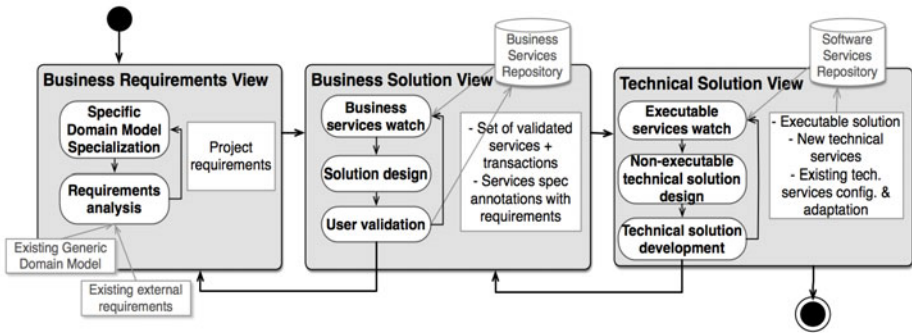 Business Requirements View
Specific
Domain Model
Specialization
Requirements
analysis
Project
requirements
Existing Generic
Domain Model
Existing external
requirements
Business
Services
Repository
Business Solution View
Business
services watch
Solution design
User validation
- Set of validated
services +
transactions
- Services spec
annotations with
requirements
Software
Services
Repository
Technical Solution View
Executable
services watch
Non-executable
technical solution
design
Technical solution
development
- Executable solution
- New technical
services
- Existing tech.
services config. &
adaptation